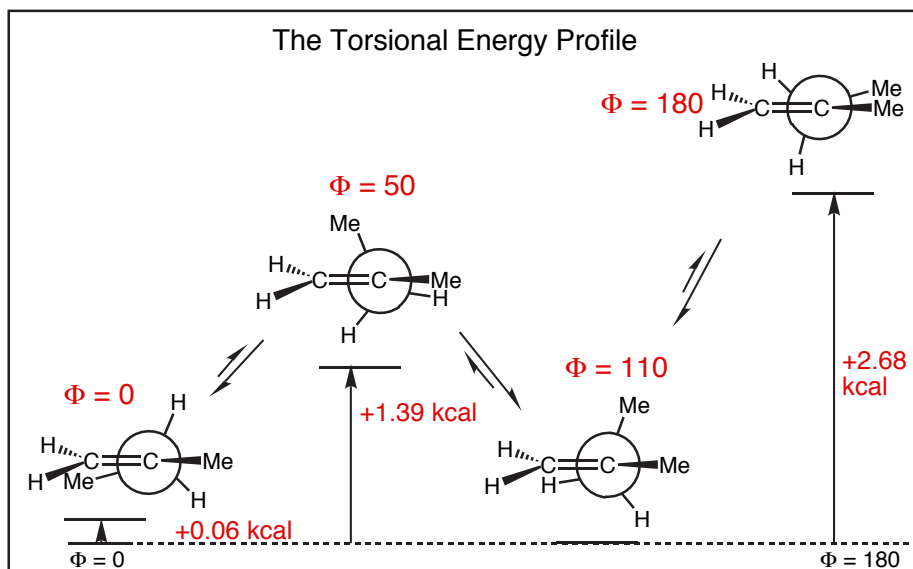 The Torsional Energy Profile
H
Me
H
Φ = 180
C
C
Me
H
H
Φ = 50
Me
H
C
C
Me
H
H
H
+2.68
kcal
Φ = 110
Φ = 0
H
Me
+1.39 kcal
H
C
C
Me
H
Me
H
H
C
C
Me
H
H
H
+0.06 kcal
Φ = 0
Φ = 180